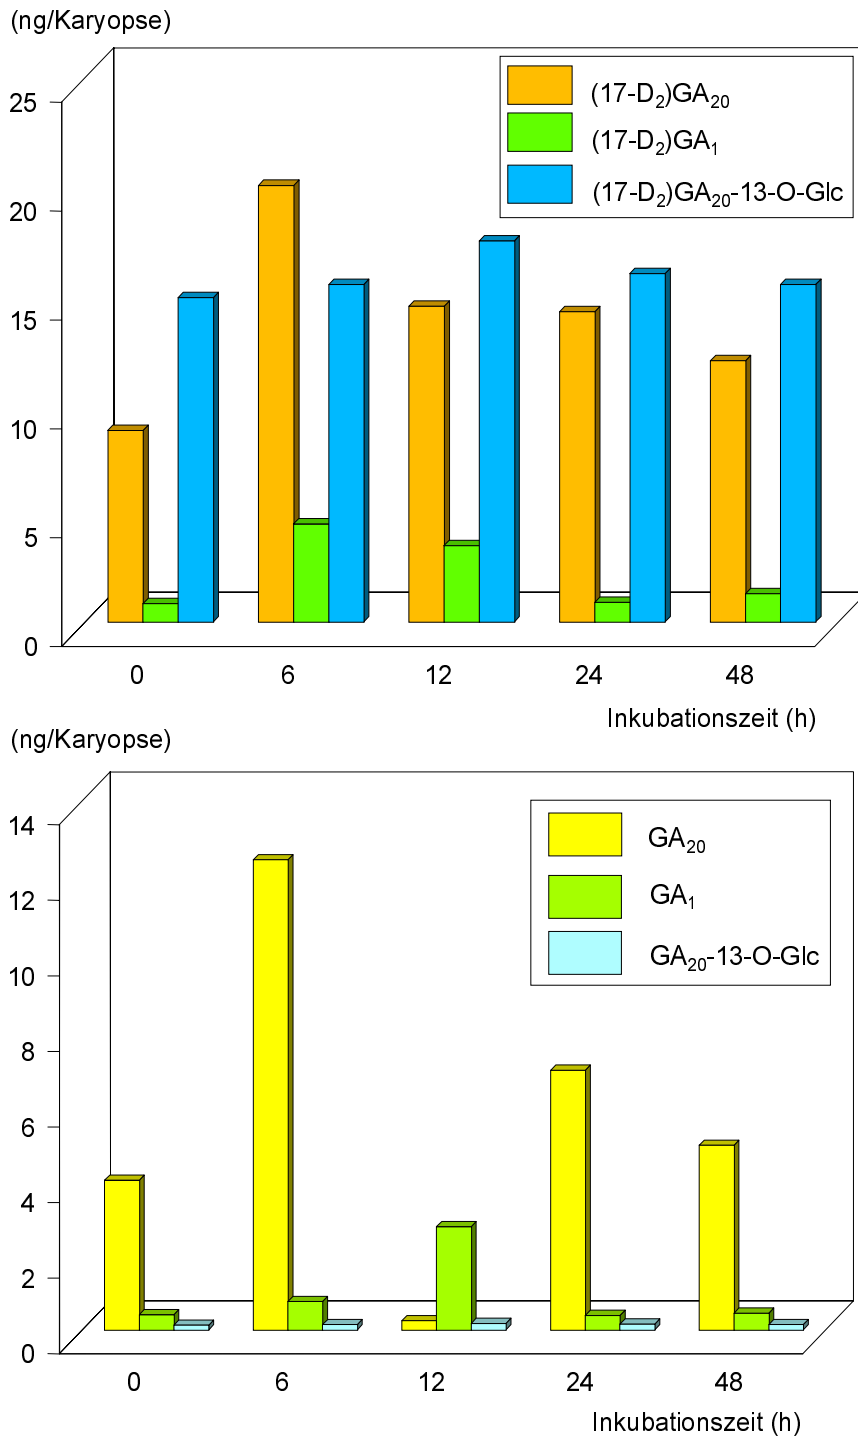 (ng/Karyopse)
25
20
15
10
5
0
(17-D₂)GA₂₀
(17-D₂)GA₁
(17-D₂)GA₂₀-13-O-Glc
0 6 12 24 48
Inkubationszeit (h)
(ng/Karyopse)
14
12
10
8
6
4
2
0
GA₂₀
GA₁
GA₂₀-13-O-Glc
0 6 12 24 48
Inkubationszeit (h)